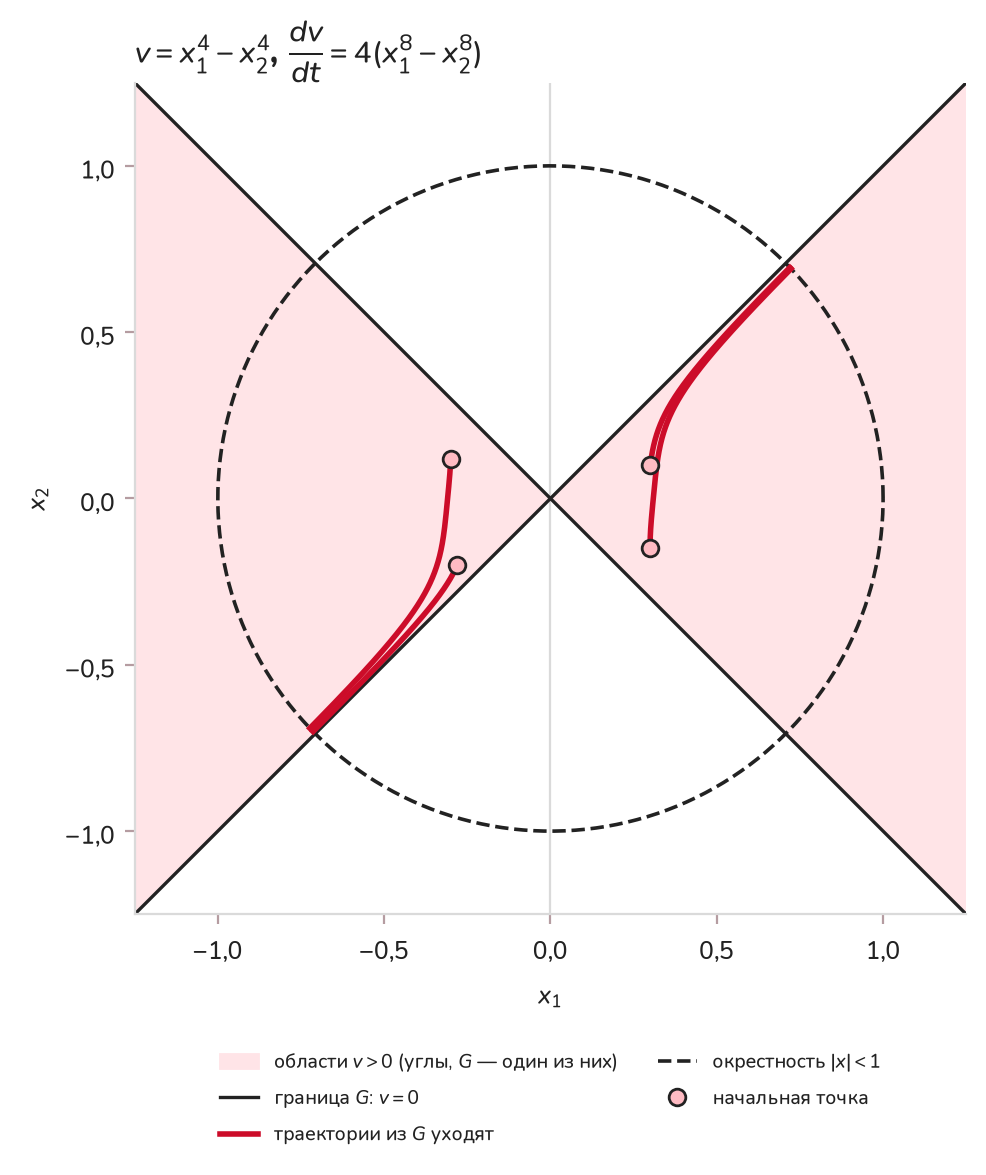 v = x₁⁴ − x₂⁴, dv/dt = 4(x₁⁸ − x₂⁸)
1,0
0,5
0,0
−0,5
−1,0
x₂
−1,0 −0,5 0,0 0,5 1,0
x₁
области v > 0 (углы, G — один из них)
граница G: v = 0
траектории из G уходят
окрестность |x| < 1
начальная точка